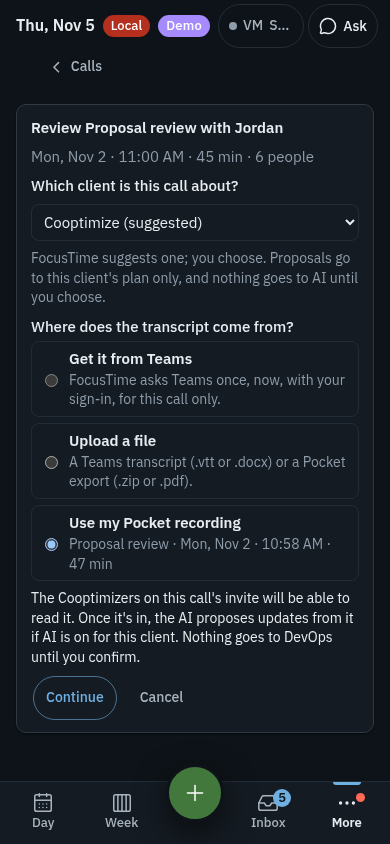 Thu, Nov 5 Local Demo VM S... Ask
Calls
Review Proposal review with Jordan
Mon, Nov 2 · 11:00 AM · 45 min · 6 people
Which client is this call about?
Cooptimize (suggested)
FocusTime suggests one; you choose. Proposals go
to this client's plan only, and nothing goes to AI until
you choose.
Where does the transcript come from?
Get it from Teams
FocusTime asks Teams once, now, with your
sign-in, for this call only.
Upload a file
A Teams transcript (.vtt or .docx) or a Pocket
export (.zip or .pdf).
Use my Pocket recording
Proposal review · Mon, Nov 2 · 10:58 AM ·
47 min
The Cooptimizers on this call's invite will be able to
read it. Once it's in, the AI proposes updates from it
if AI is on for this client. Nothing goes to DevOps
until you confirm.
Continue Cancel
5
Day Week Inbox More